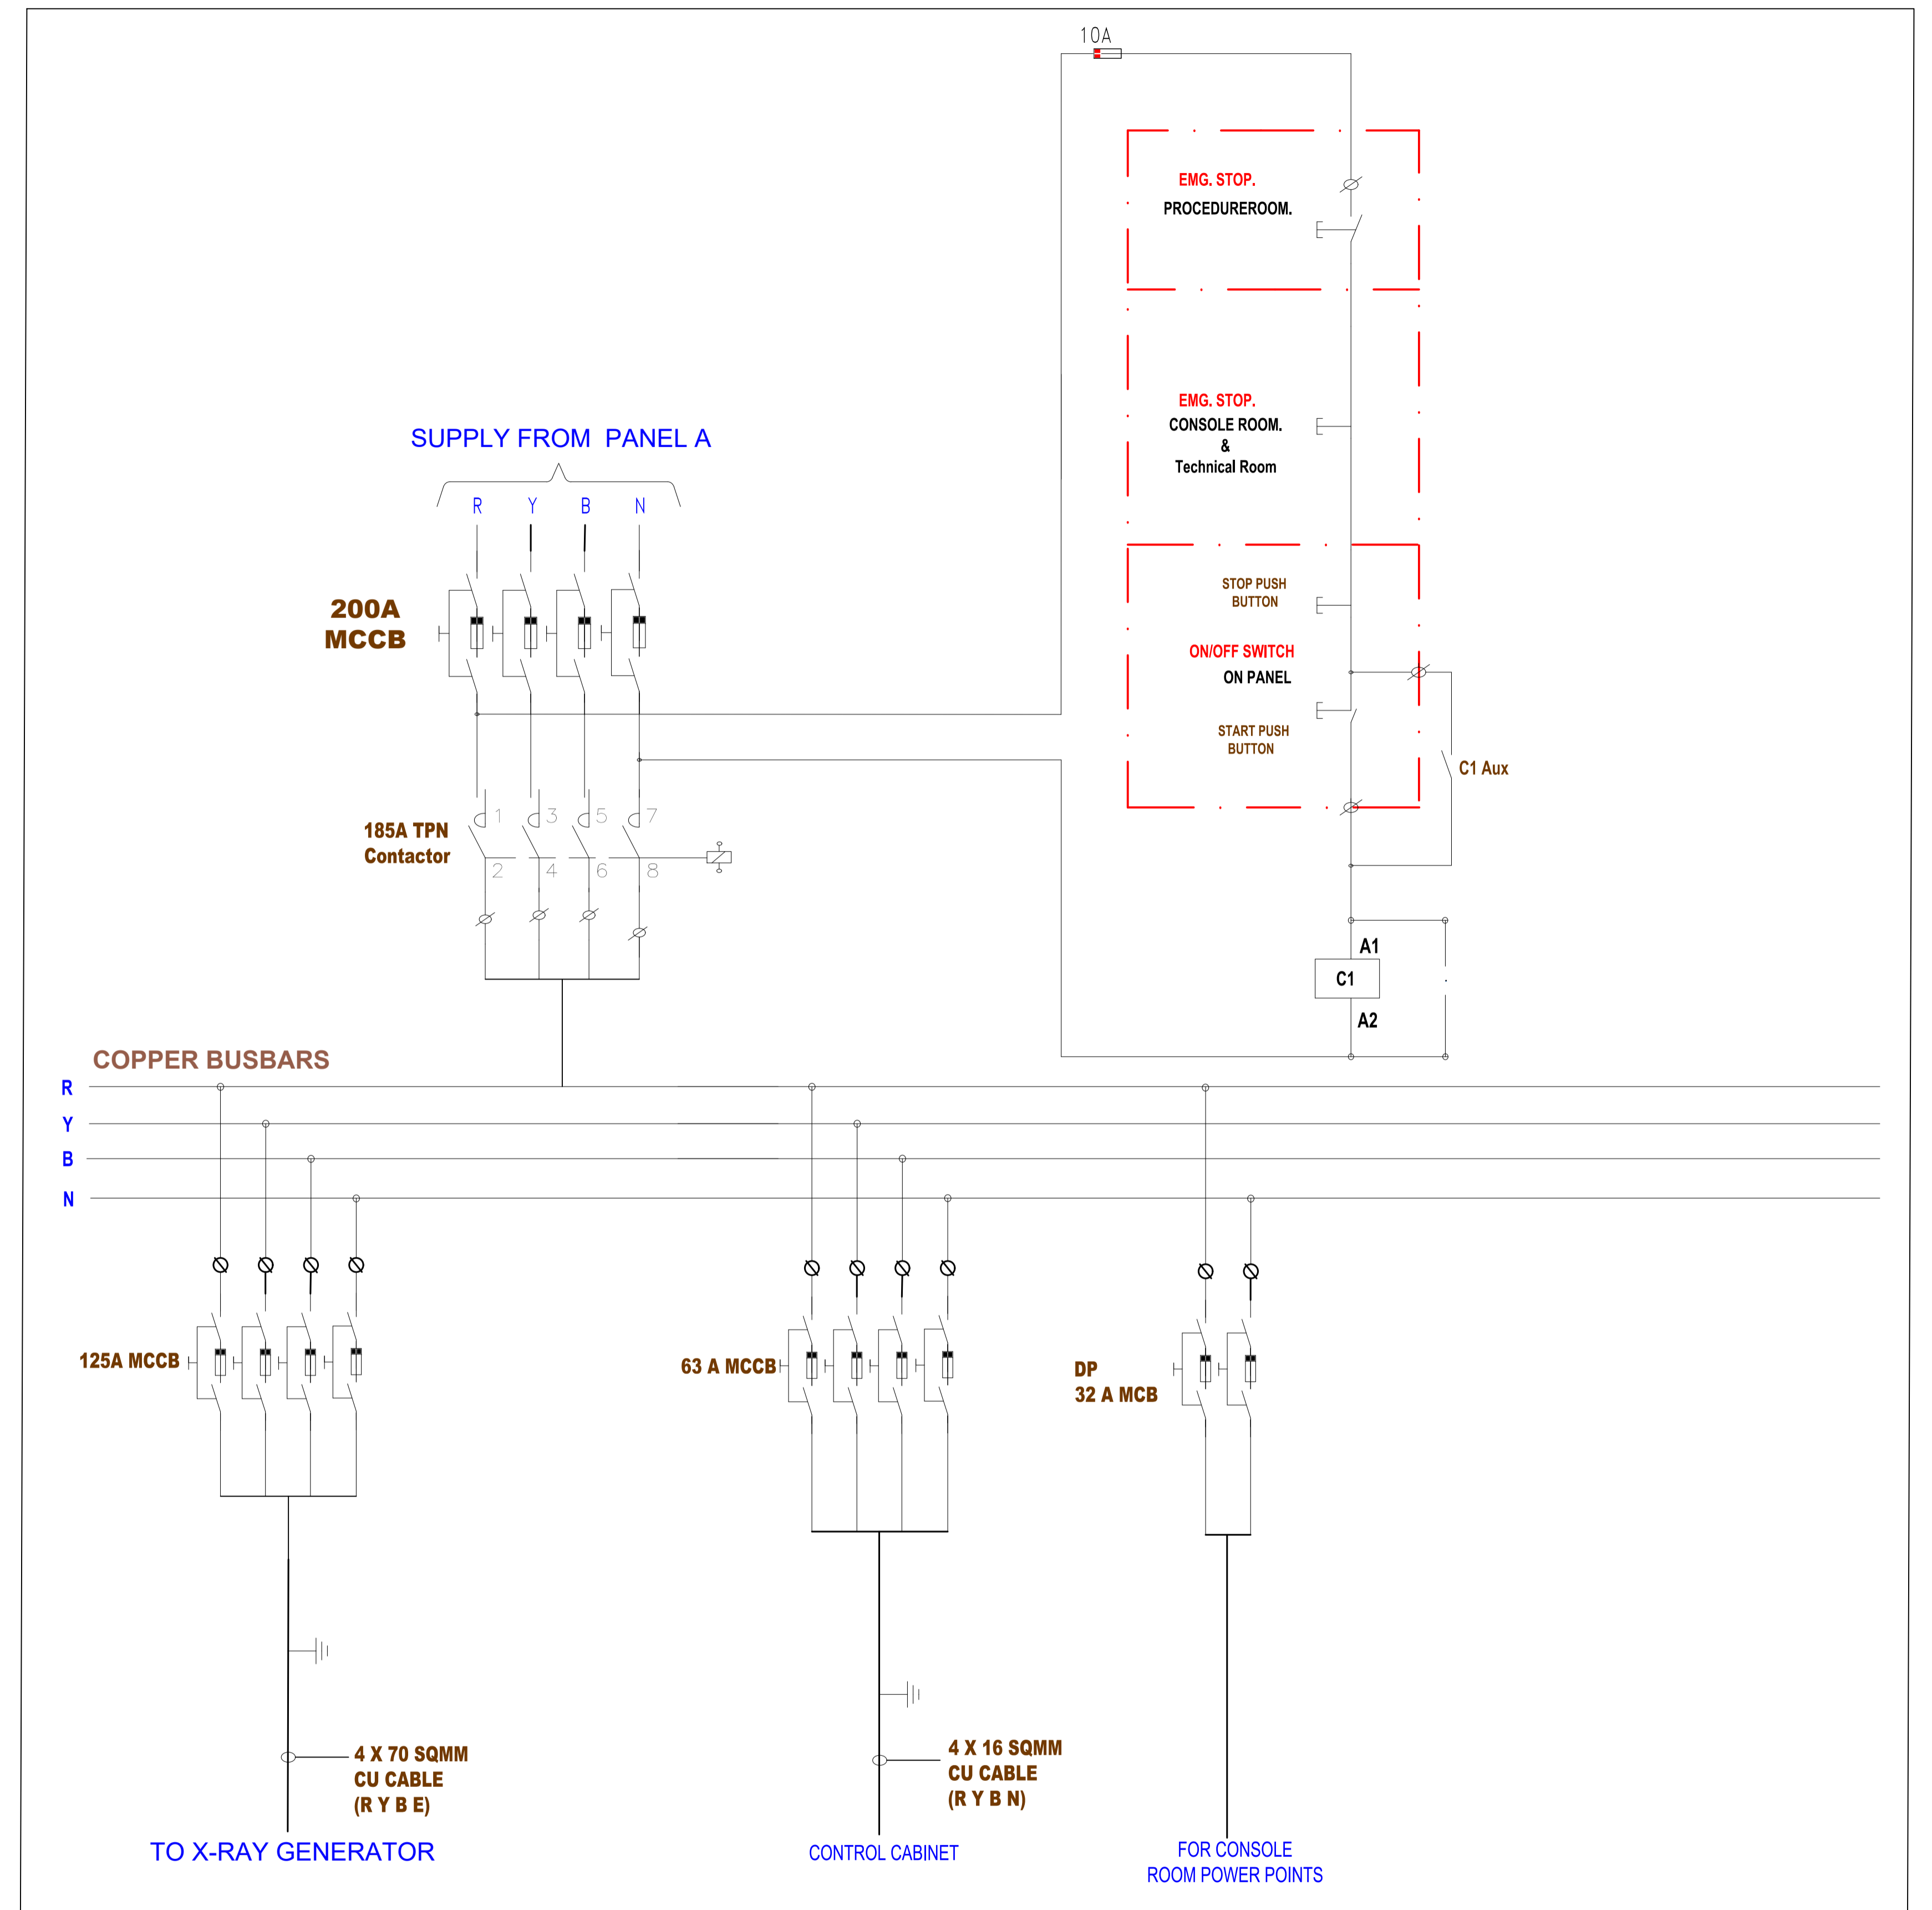 10A
EMG. STOP.
PROCEDUREROOM.
EMG. STOP.
CONSOLE ROOM.
&
Technical Room
SUPPLY FROM PANEL A
R Y B N
200A
MCCB
STOP PUSH
BUTTON
ON/OFF SWITCH
ON PANEL
START PUSH
BUTTON
C1 Aux
185A TPN
Contactor
1 3 5 7
2 4 6 8
A1
C1
A2
COPPER BUSBARS
R
Y
B
N
125A MCCB
63 A MCCB
DP
32 A MCB
4 X 70 SQMM
CU CABLE
(R Y B E)
4 X 16 SQMM
CU CABLE
(R Y B N)
TO X-RAY GENERATOR
CONTROL CABINET
FOR CONSOLE
ROOM POWER POINTS